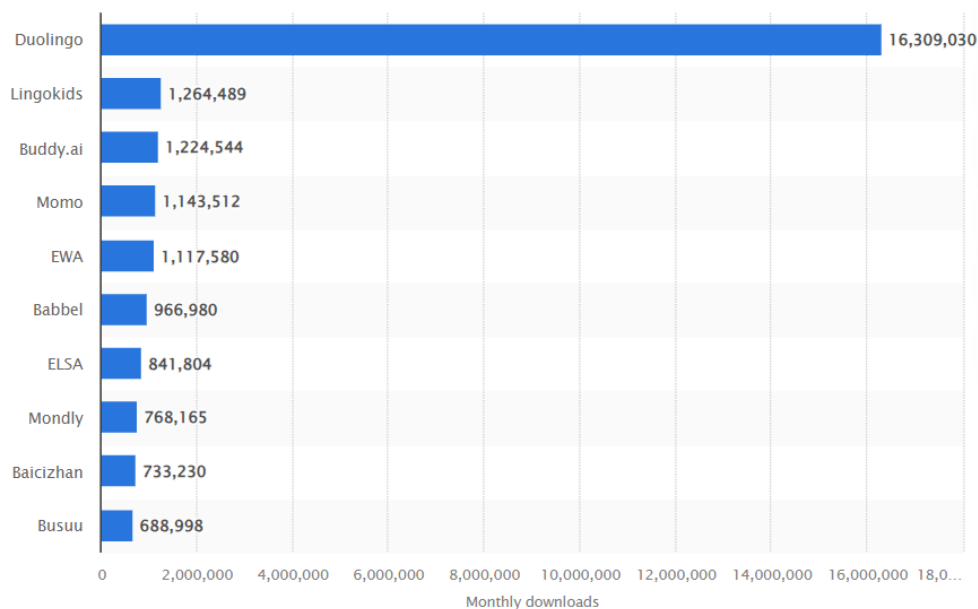 Duolingo 16,309,030
Lingokids 1,264,489
Buddy.ai 1,224,544
Momo 1,143,512
EWA 1,117,580
Babbel 966,980
ELSA 841,804
Mondly 768,165
Baicizhan 733,230
Busuu 688,998
0 2,000,000 4,000,000 6,000,000 8,000,000 10,000,000 12,000,000 14,000,000 16,000,000 18,0...
Monthly downloads